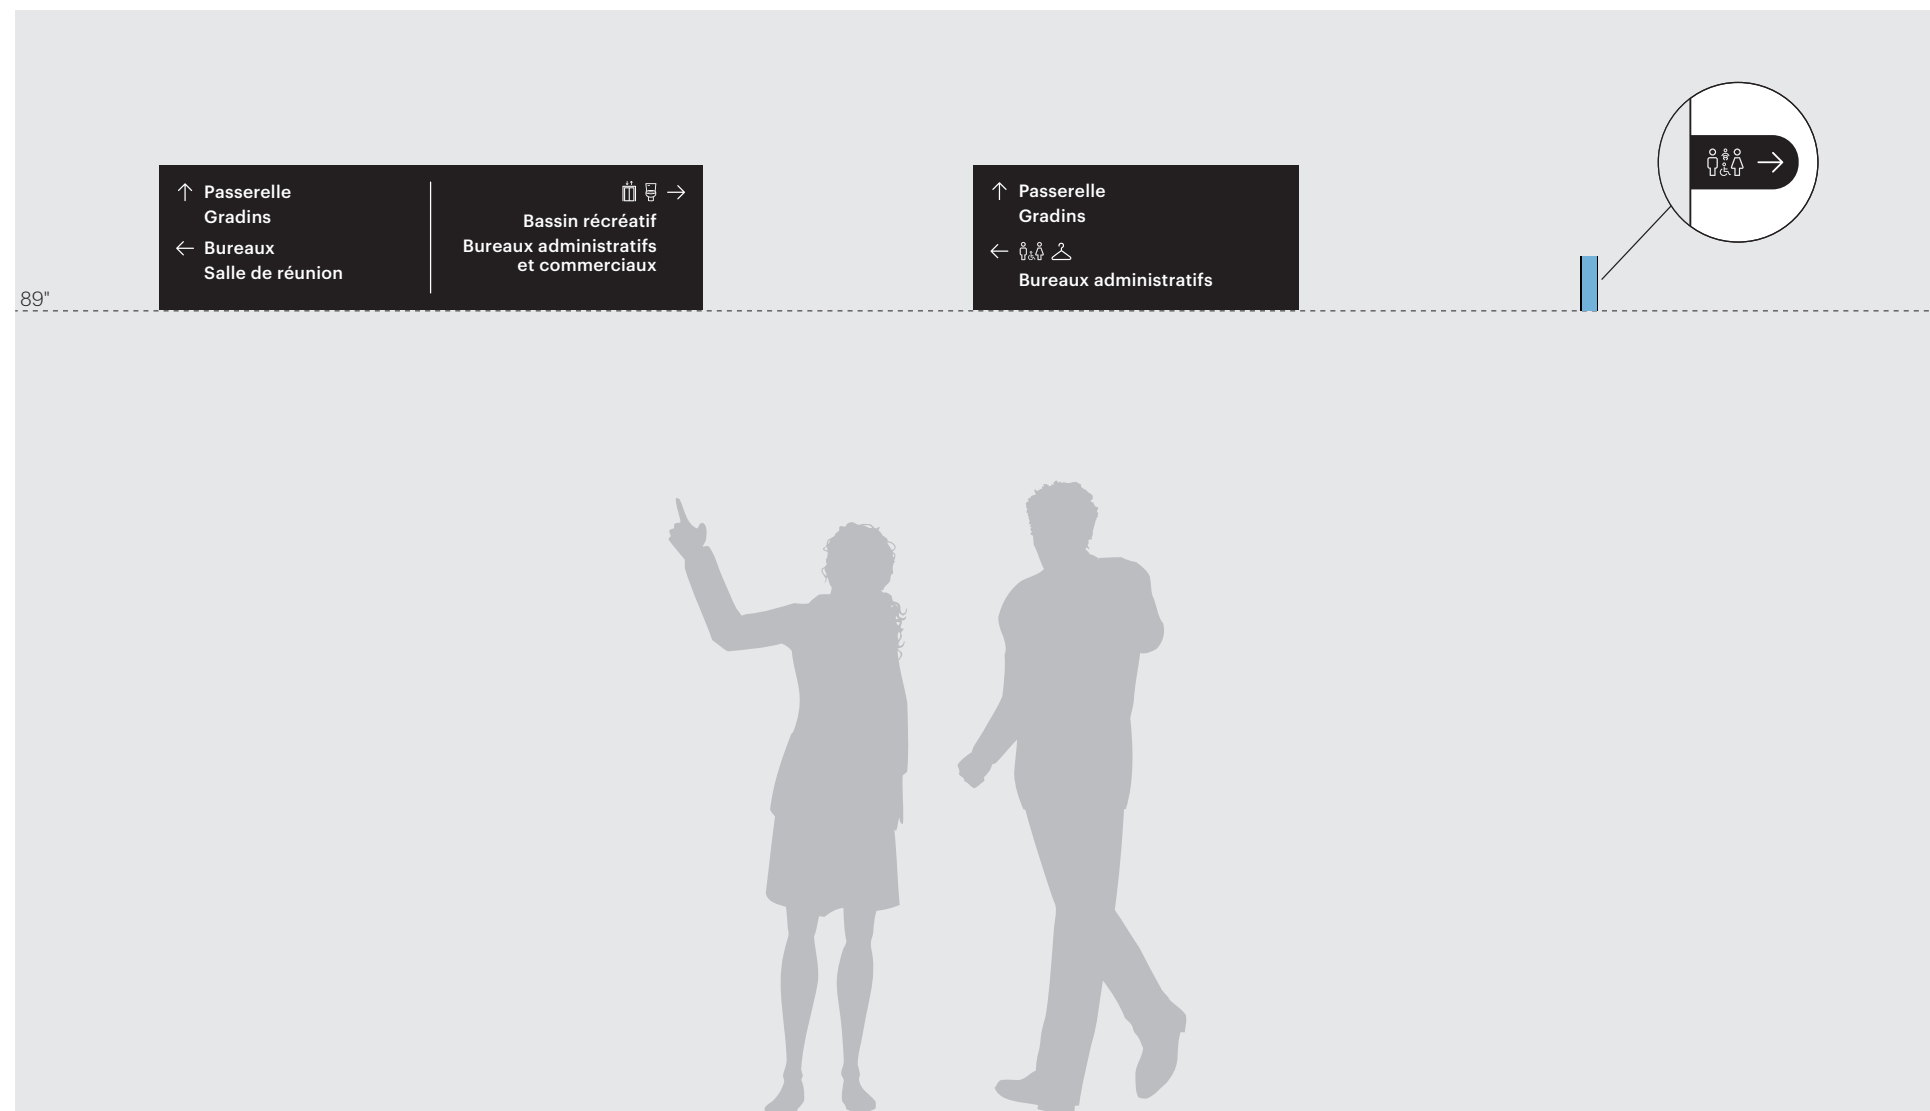 Passerelle
Gradins
Bureaux
Salle de réunion
Bassin récréatif
Bureaux administratifs
et commerciaux
Passerelle
Gradins
Bureaux administratifs
89"